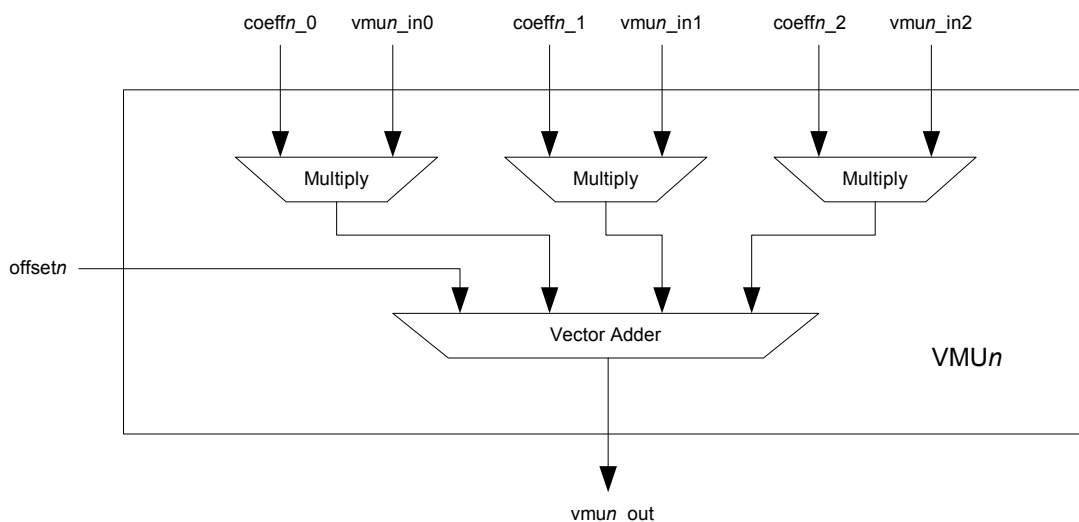 coeffn_0 vmun_in0 coeffn_1 vmun_in1 coeffn_2 vmun_in2
Multiply Multiply Multiply
offsetn
Vector Adder
VMUn
vmun_out